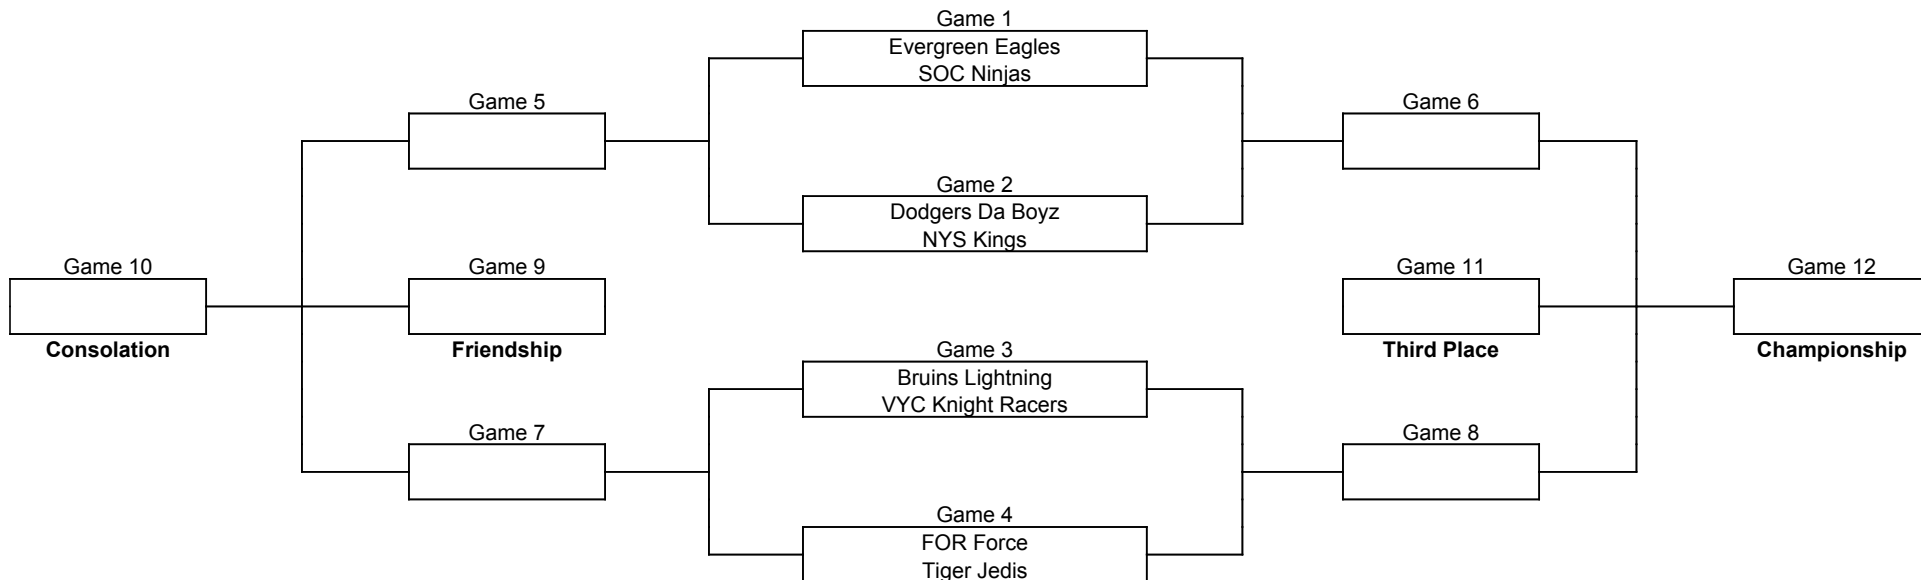 Game 1
Evergreen Eagles
SOC Ninjas
Game 5
Game 6
Game 2
Dodgers Da Boyz
NYS Kings
Game 10
Game 9
Game 11
Game 12
Consolation
Friendship
Third Place
Championship
Game 3
Bruins Lightning
VYC Knight Racers
Game 7
Game 8
Game 4
FOR Force
Tiger Jedis